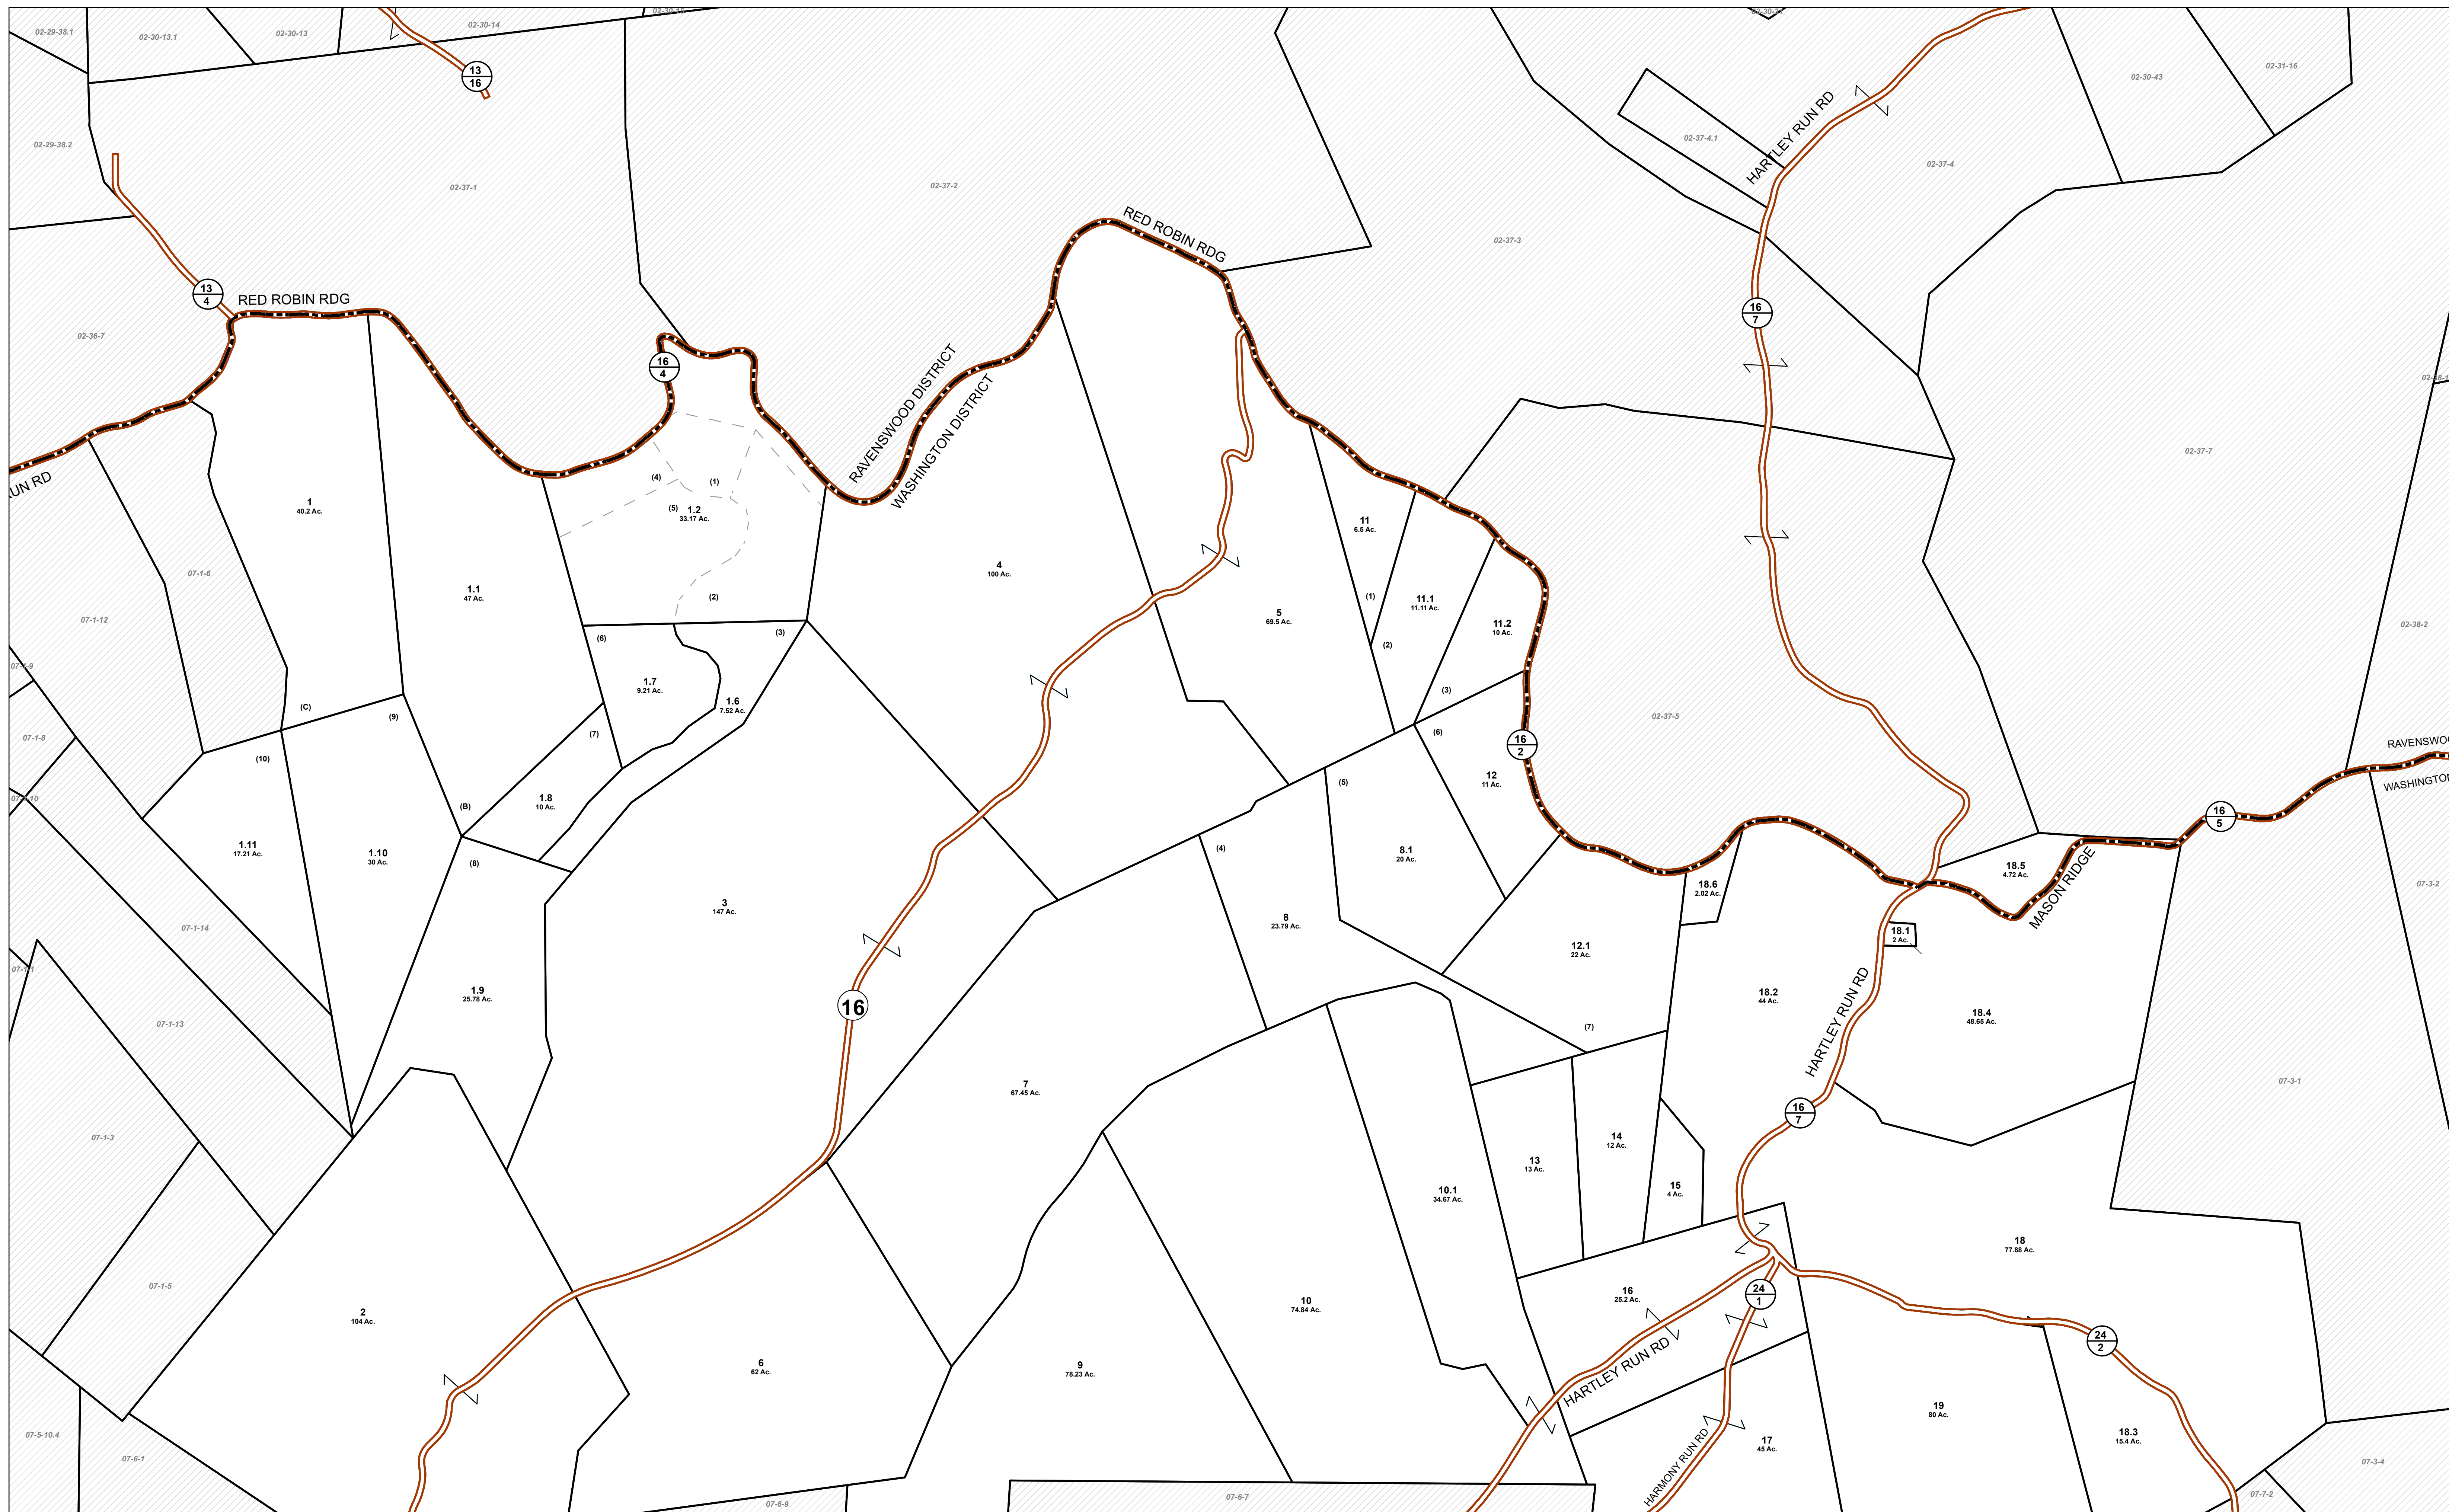 02-29-38.1
02-30-13.1
02-30-13
02-30-14
02-30-43
02-31-16
13
16
02-29-38.2
02-37-1
02-37-2
02-37-4.1
HARTLEY RUN RD
02-37-4
RED ROBIN RDG
02-37-3
13
4
RED ROBIN RDG
16
7
02-36-7
16
4
RAVENSWOOD DISTRICT
WASHINGTON DISTRICT
UN RD
02-37-7
1
40.2 Ac.
(4)
(1)
(5)
1.2
33.17 Ac.
11
6.5 Ac.
07-1-6
4
100 Ac.
1.1
47 Ac.
(2)
(1)
11.1
11.11 Ac.
07-1-12
5
69.5 Ac.
11.2
10 Ac.
02-38-2
(6)
(3)
(2)
07-1-9
1.7
9.21 Ac.
1.6
7.52 Ac.
(3)
(C)
(9)
02-37-5
(7)
(6)
16
2
07-1-8
(10)
RAVENSWOO
WASHINGTON
(5)
12
11 Ac.
07-1-10
(B)
1.8
10 Ac.
16
5
1.11
17.21 Ac.
1.10
30 Ac.
(8)
(4)
8.1
20 Ac.
18.5
4.72 Ac.
MASON RIDGE
18.6
2.02 Ac.
07-3-2
3
147 Ac.
8
23.79 Ac.
07-1-14
18.1
2 Ac.
12.1
22 Ac.
07-1-1
1.9
25.78 Ac.
16
18.2
44 Ac.
HARTLEY RUN RD
18.4
48.65 Ac.
07-1-13
(7)
7
67.45 Ac.
07-3-1
16
7
07-1-3
14
12 Ac.
13
13 Ac.
15
4 Ac.
10.1
34.67 Ac.
18
77.88 Ac.
07-1-5
16
25.2 Ac.
24
1
10
74.84 Ac.
2
104 Ac.
24
2
HARTLEY RUN RD
6
62 Ac.
9
78.23 Ac.
19
80 Ac.
07-5-10.4
17
45 Ac.
18.3
15.4 Ac.
07-6-1
HARMONY RUN RD
07-3-4
07-6-9
07-6-7
07-7-2